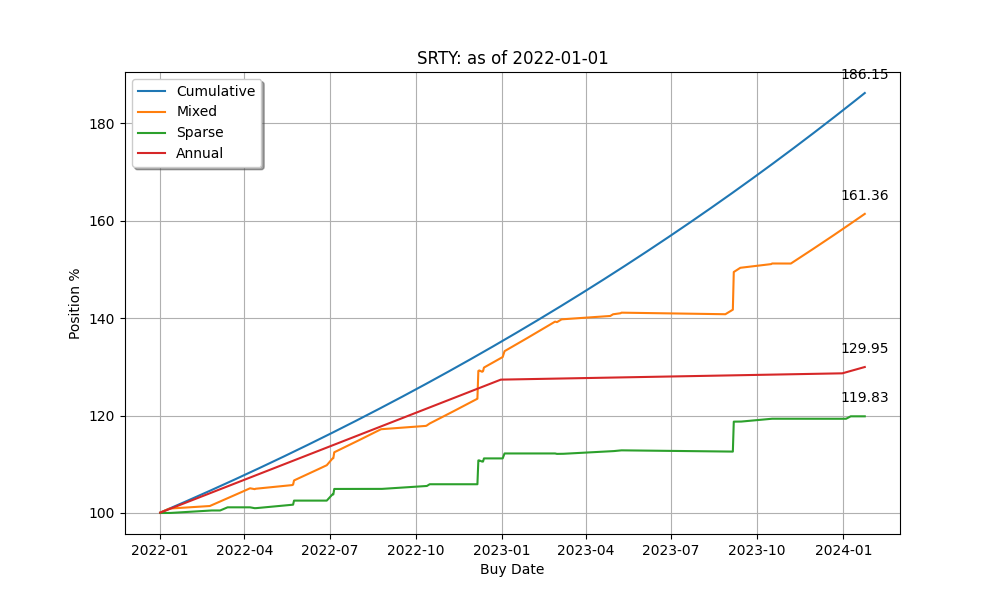 SRTY: as of 2022-01-01
186.15
Cumulative
Mixed
Sparse
Annual
180
161.36
160
140
129.95
119.83
120
100
Position %
2022-01 2022-04 2022-07 2022-10 2023-01 2023-04 2023-07 2023-10 2024-01
Buy Date